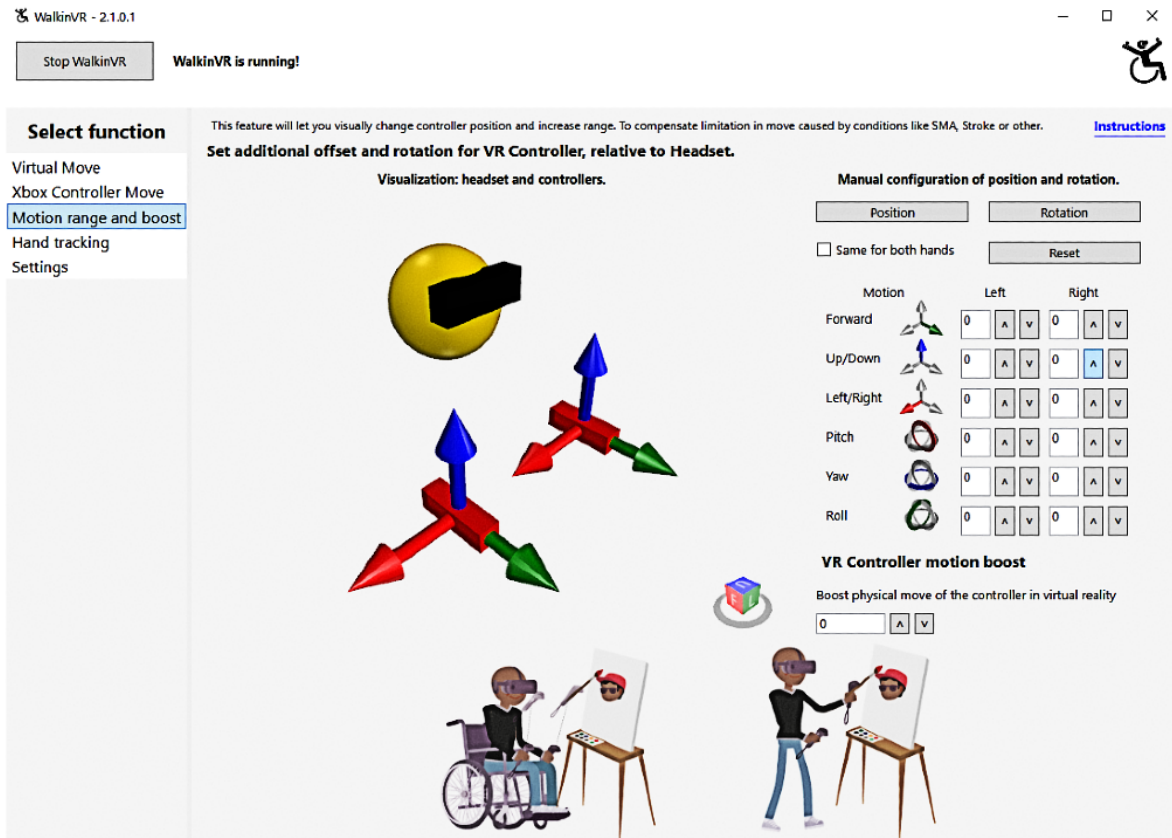 WalkinVR - 2.1.0.1
Stop WalkinVR
WalkinVR is running!
Select function
Virtual Move
Xbox Controller Move
Motion range and boost
Hand tracking
Settings
This feature will let you visually change controller position and increase range. To compensate limitation in move caused by conditions like SMA, Stroke or other.
Instructions
Set additional offset and rotation for VR Controller, relative to Headset.
Visualization: headset and controllers.
Manual configuration of position and rotation.
Position Rotation
Same for both hands Reset
Motion Left Right
Forward 0 0
Up/Down 0 0
Left/Right 0 0
Pitch 0 0
Yaw 0 0
Roll 0 0
VR Controller motion boost
Boost physical move of the controller in virtual reality
0